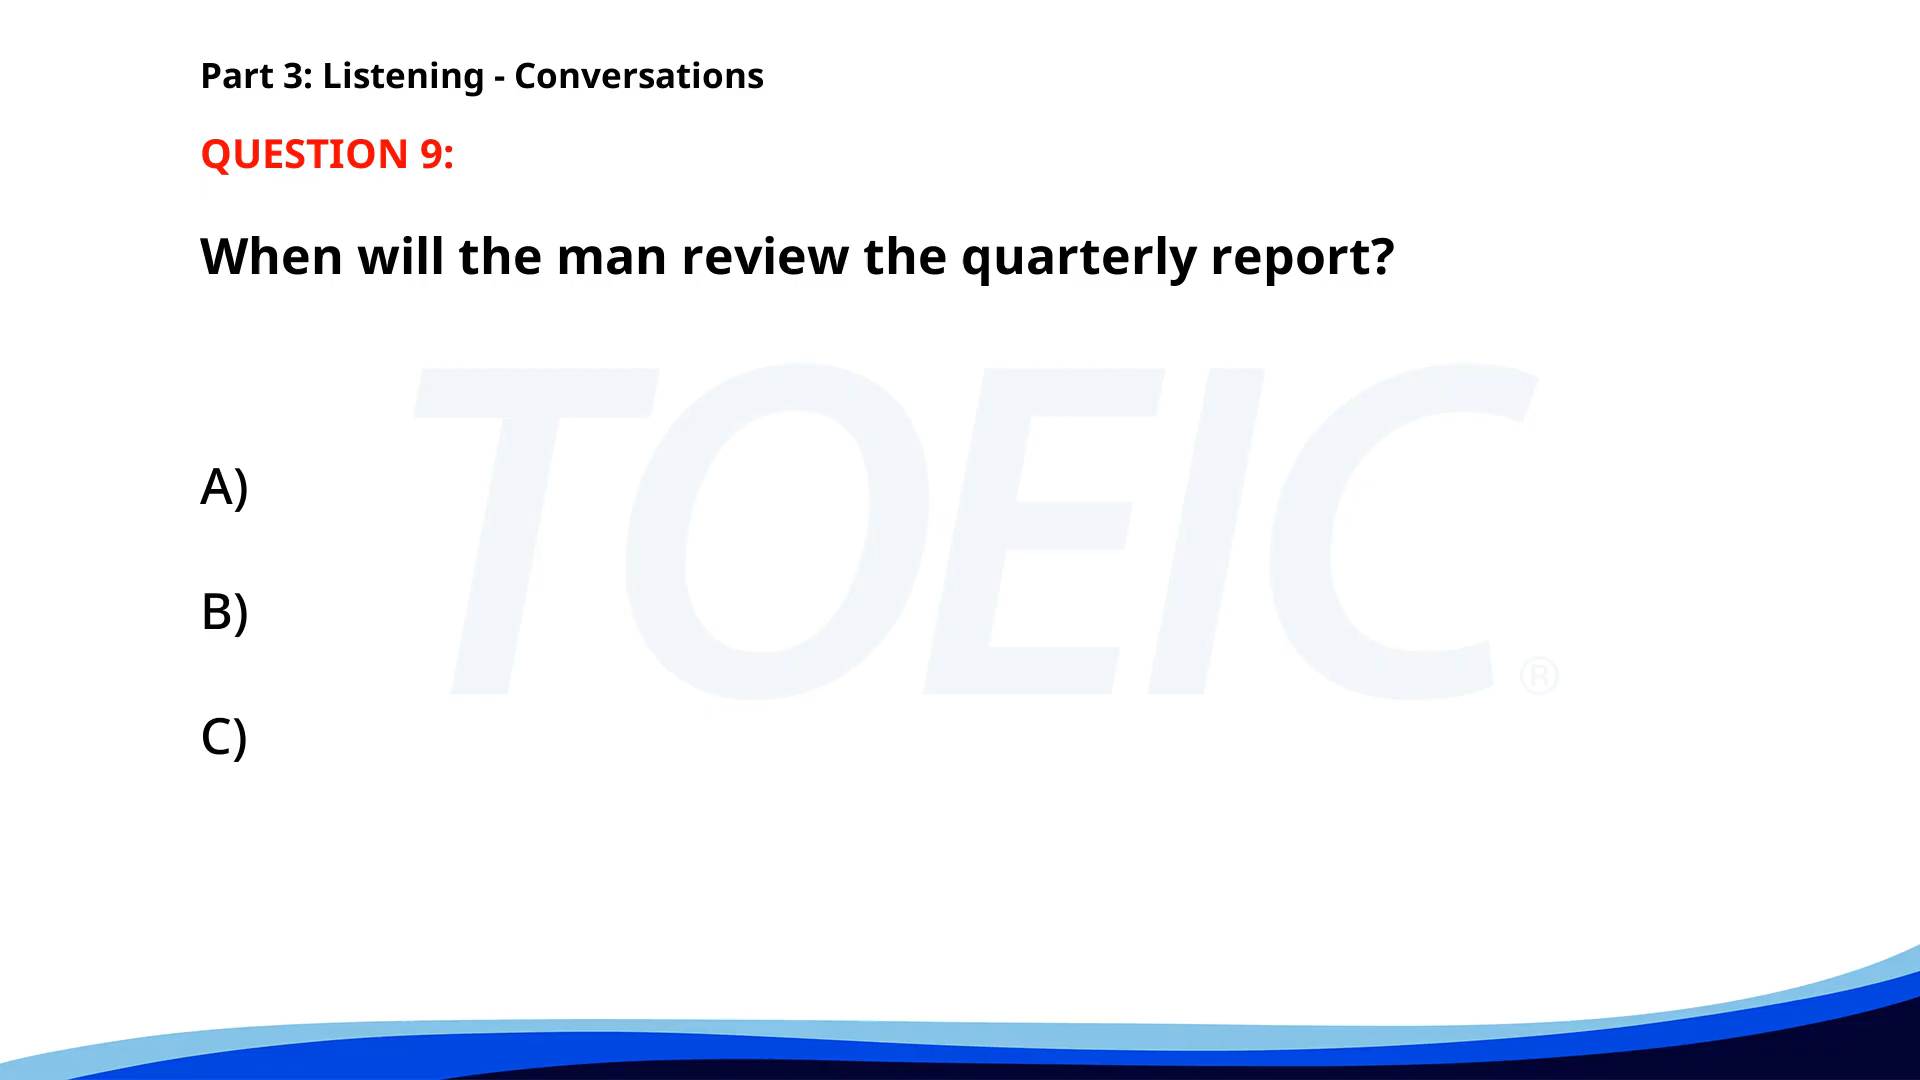 Part 3: Listening - Conversations
QUESTION 9:
When will the man review the quarterly report?
TOEIC®
A)
B)
C)